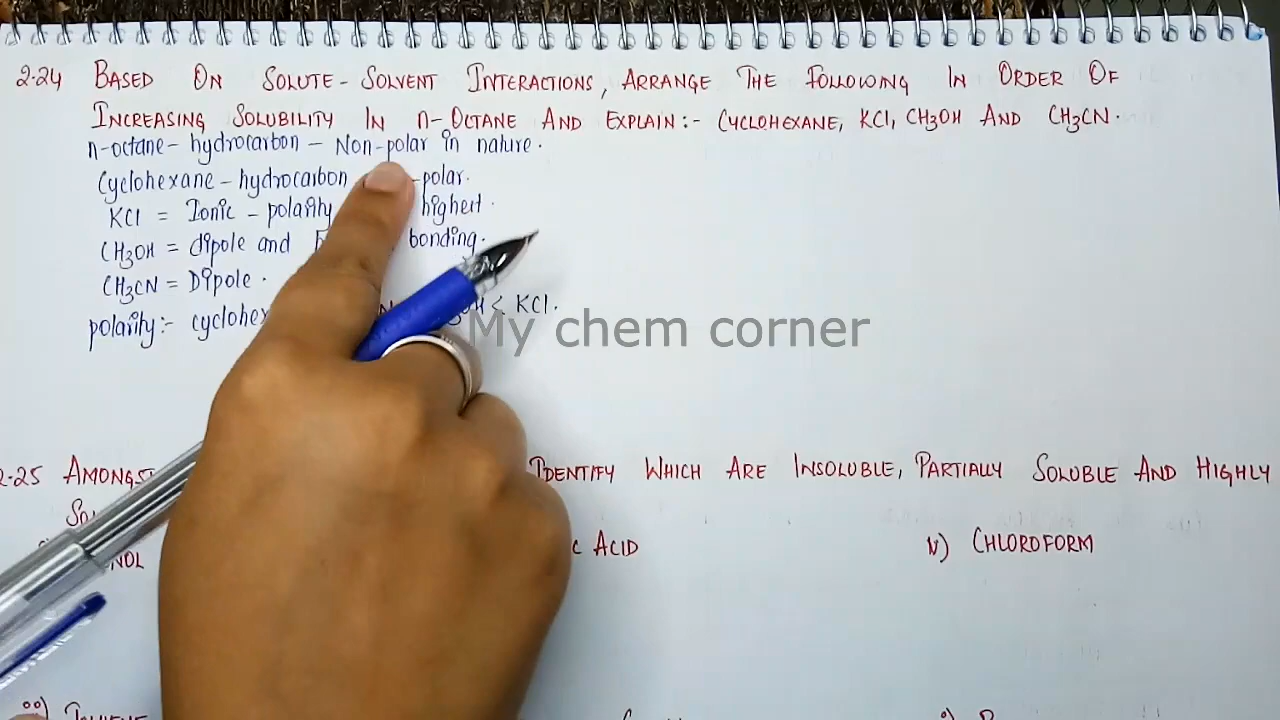 2.24 BASED ON SOLUTE-SOLVENT INTERACTIONS, ARRANGE THE FOLLOWING IN ORDER OF
INCREASING SOLUBILITY IN n-OCTANE AND EXPLAIN:- CYCLOHEXANE, KCl, CH3OH AND CH3CN.
n-octane - hydrocarbon - Non-polar in nature.
Cyclohexane - hydrocarbon -polar.
KCl = Ionic - polarity highest.
CH3OH = dipole and bonding.
CH3CN = Dipole.
polarity:- < KCl.
My chem corner
2.25 IDENTIFY WHICH ARE INSOLUBLE, PARTIALLY SOLUBLE AND HIGHLY
ACID V) CHLOROFORM